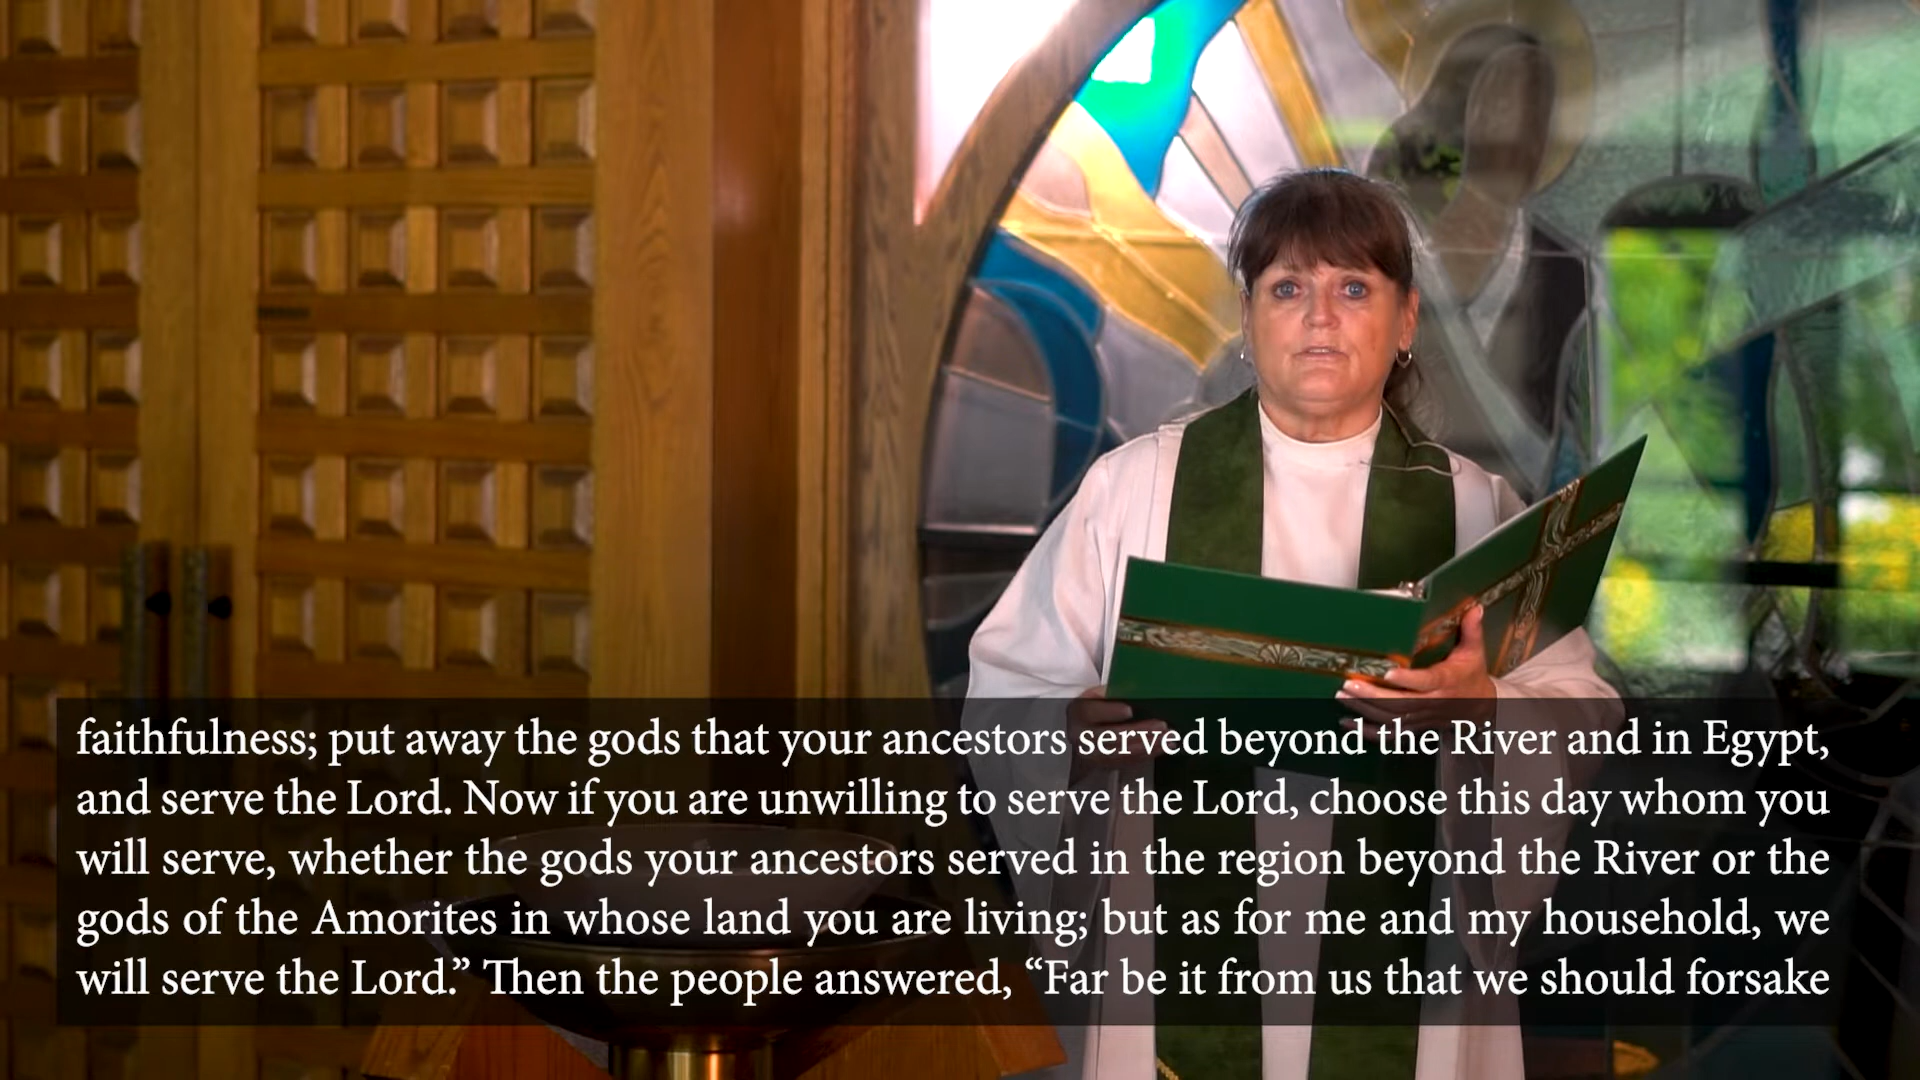 faithfulness; put away the gods that your ancestors served beyond the River and in Egypt,
and serve the Lord. Now if you are unwilling to serve the Lord, choose this day whom you
will serve, whether the gods your ancestors served in the region beyond the River or the
gods of the Amorites in whose land you are living; but as for me and my household, we
will serve the Lord.” Then the people answered, “Far be it from us that we should forsake